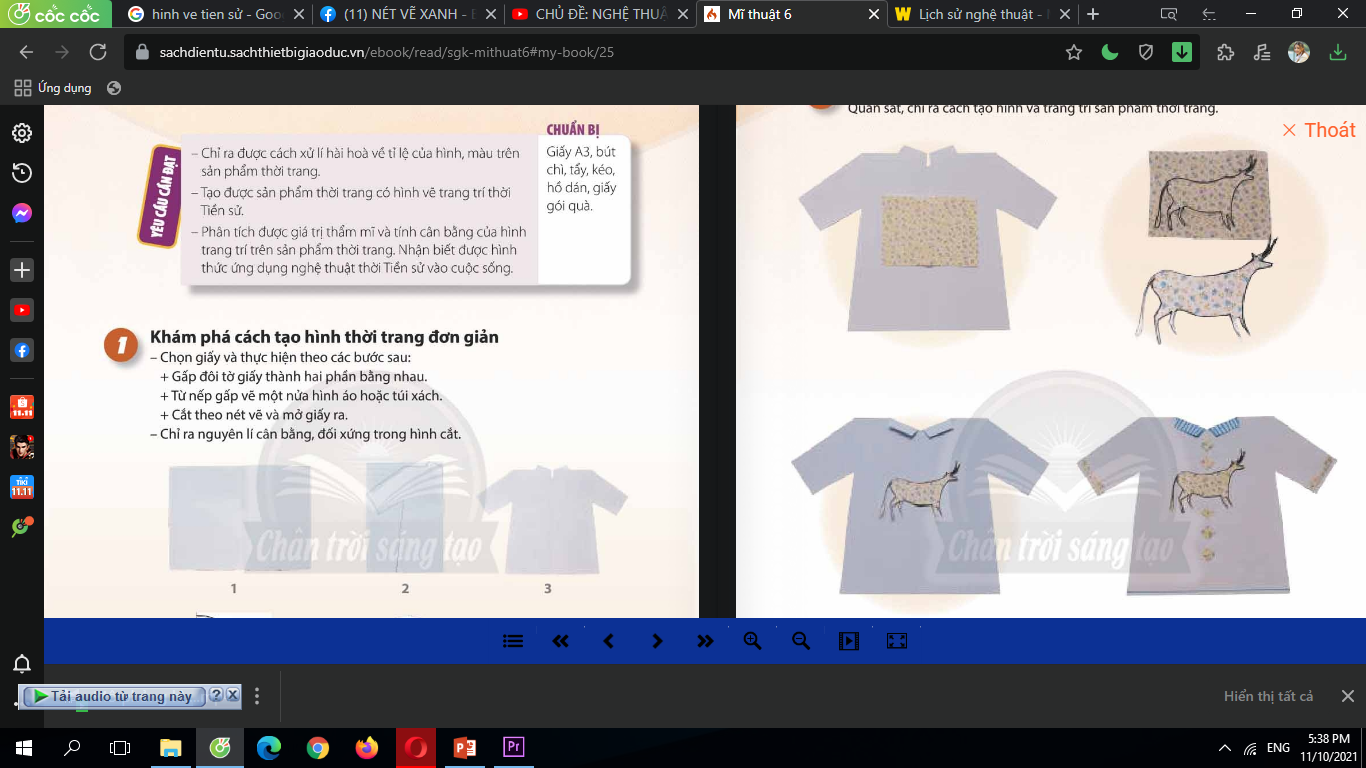 cốc cốc
hinh ve tien sử - Goo
(11) NÉT VẼ XANH - E
CHỦ ĐỀ: NGHỆ THUẬ
Mĩ thuật 6
Lịch sử nghệ thuật -
sachdientu.sachthietbigiaoduc.vn/ebook/read/sgk-mithuat6#my-book/25
Ứng dụng
YÊU CẦU CẦN ĐẠT
– Chỉ ra được cách xử lí hài hoà về tỉ lệ của hình, màu trên
sản phẩm thời trang.
– Tạo được sản phẩm thời trang có hình vẽ trang trí thời
Tiền sử.
– Phân tích được giá trị thẩm mĩ và tính cân bằng của hình
trang trí trên sản phẩm thời trang. Nhận biết được hình
thức ứng dụng nghệ thuật thời Tiền sử vào cuộc sống.
CHUẨN BỊ
Giấy A3, bút
chì, tẩy, kéo,
hồ dán, giấy
gói quà.
1
Khám phá cách tạo hình thời trang đơn giản
– Chọn giấy và thực hiện theo các bước sau:
+ Gấp đôi tờ giấy thành hai phần bằng nhau.
+ Từ nếp gấp vẽ một nửa hình áo hoặc túi xách.
+ Cắt theo nét vẽ và mở giấy ra.
– Chỉ ra nguyên lí cân bằng, đối xứng trong hình cắt.
Chân trời sáng tạo
1
2
3
Quan sát, chỉ ra cách tạo hình và trang trí sản phẩm thời trang.
Thoát
Chân trời sáng tạo
11.11
TIKI
11.11
Tải audio từ trang này
Hiển thị tất cả
Pr
ENG
5:38 PM
11/10/2021